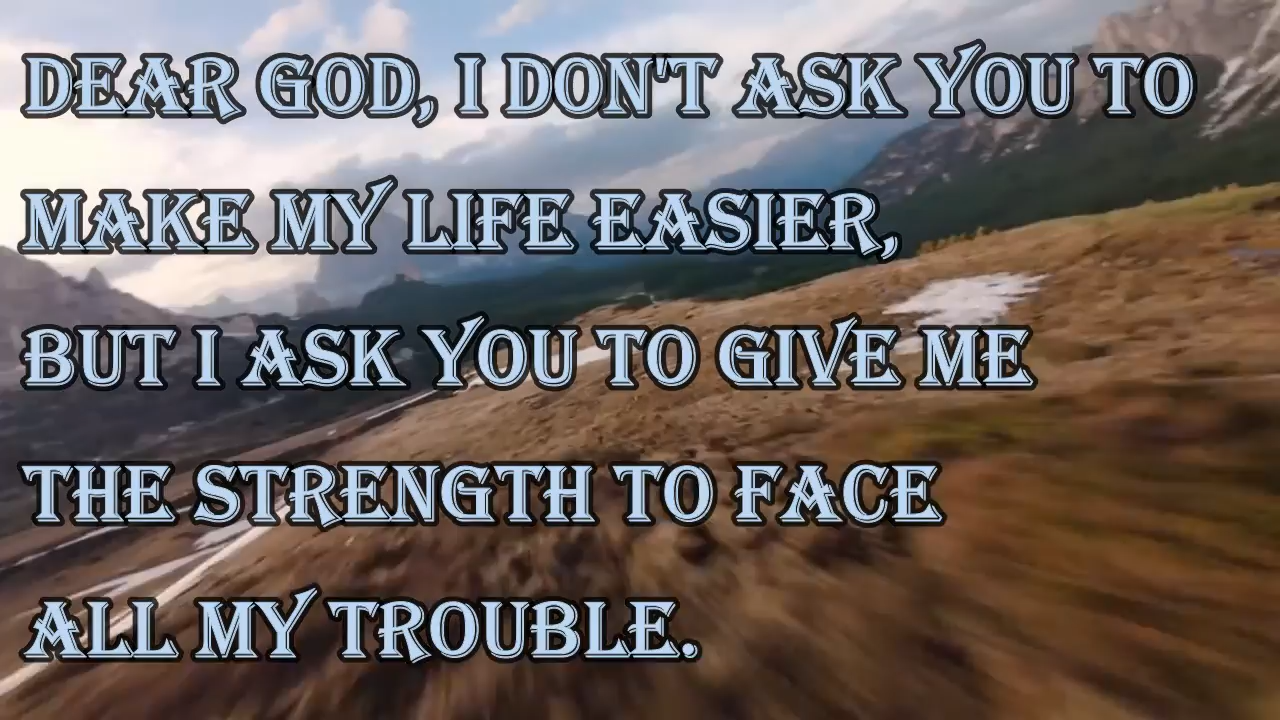 DEAR GOD, I DON'T ASK YOU TO
MAKE MY LIFE EASIER,
BUT I ASK YOU TO GIVE ME
THE STRENGTH TO FACE
ALL MY TROUBLE.